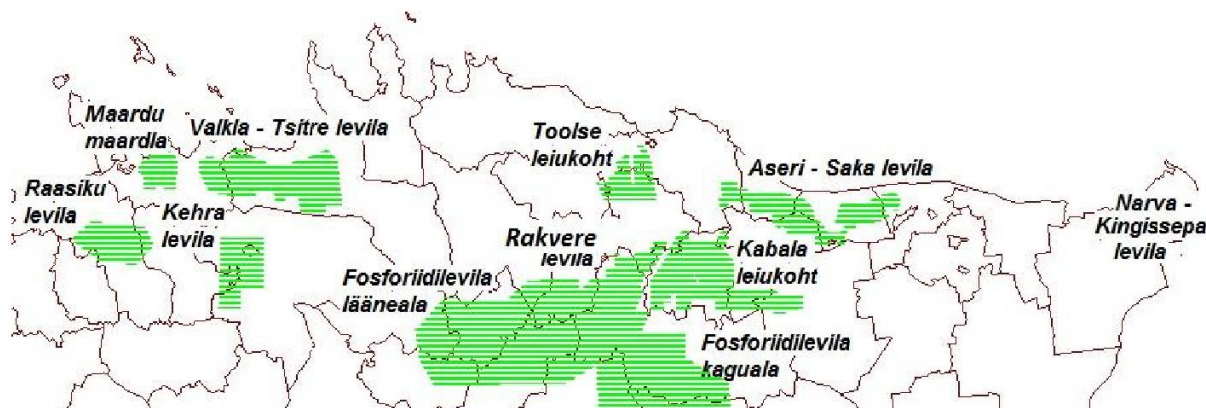 Maardu
maardla
Valkla - Tsitre levila
Toolse
leiukoht
Aseri - Saka levila
Raasiku
levila
Kehra
levila
Narva -
Kingissepa
levila
Rakvere
levila
Kabala
leiukoht
Fosforiidilevila
lääneala
Fosforiidilevila
kaguala